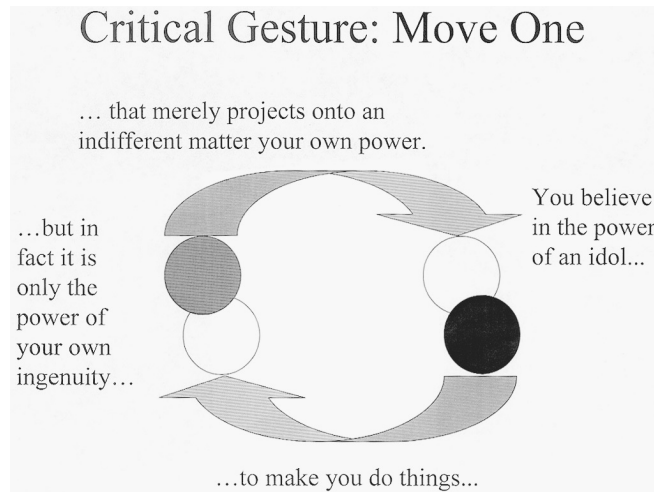 Critical Gesture: Move One
… that merely projects onto an
indifferent matter your own power.
You believe
in the power
of an idol...
…but in
fact it is
only the
power of
your own
ingenuity…
…to make you do things...